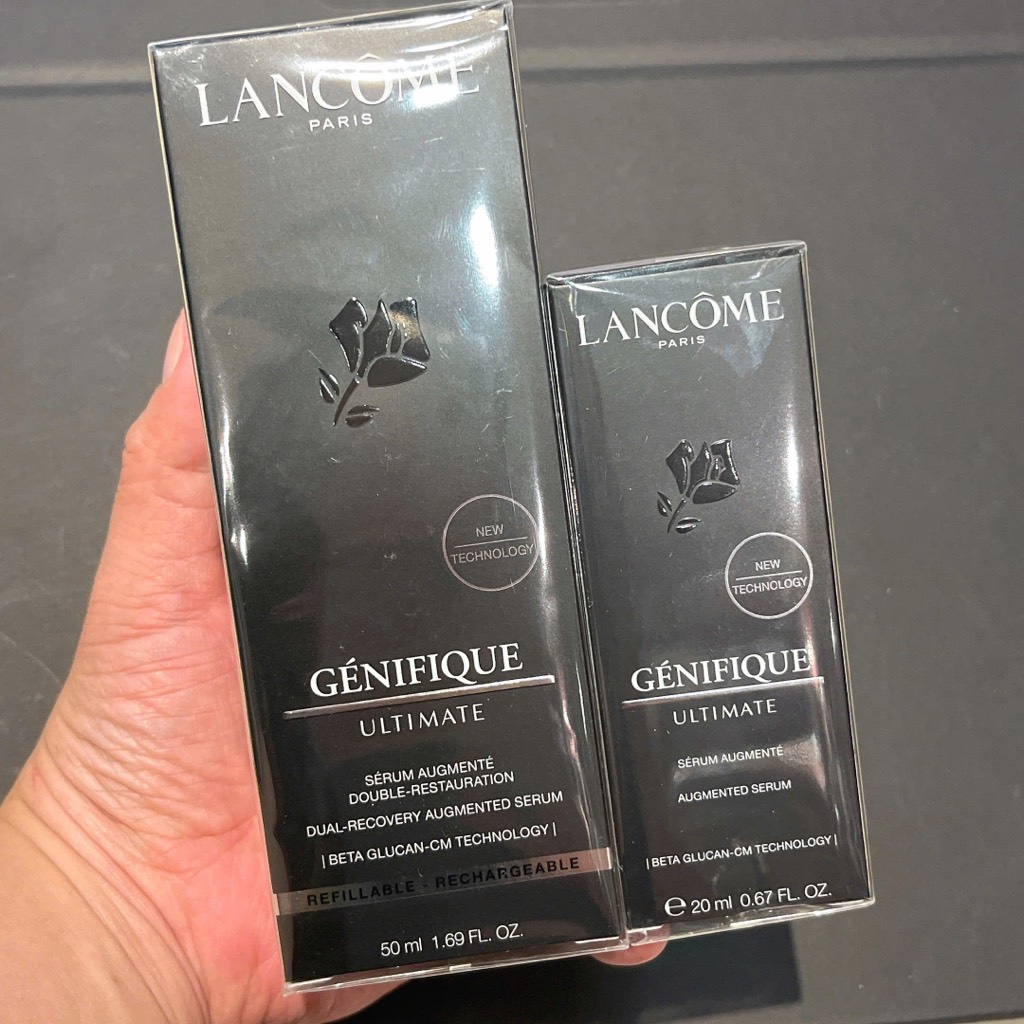 LANCÔME
PARIS
NEW
TECHNOLOGY
GÉNIFIQUE
ULTIMATE
SÉRUM AUGMENTÉ
DOUBLE-RESTAURATION
DUAL-RECOVERY AUGMENTED SERUM
| BETA GLUCAN-CM TECHNOLOGY |
REFILLABLE - RECHARGEABLE
50 ml 1.69 FL. OZ.
LANCÔME
PARIS
NEW
TECHNOLOGY
GÉNIFIQUE
ULTIMATE
SÉRUM AUGMENTÉ
AUGMENTED SERUM
| BETA GLUCAN-CM TECHNOLOGY |
℮ 20 ml 0.67 FL. OZ.